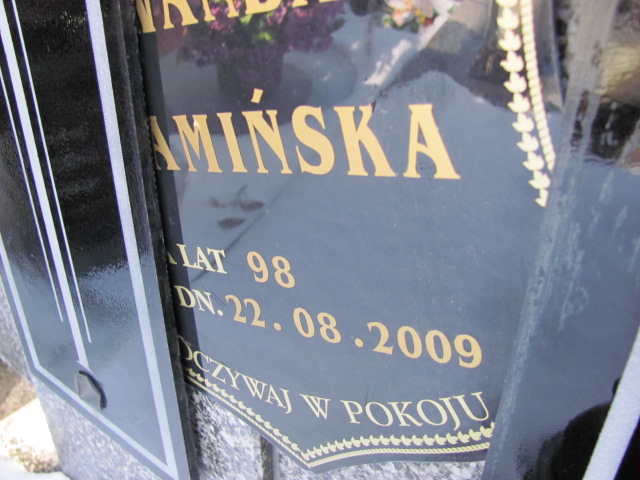 AMIŃSKA
LAT 98
DN. 22.08.2009
OCZYWAJ W POKOJU